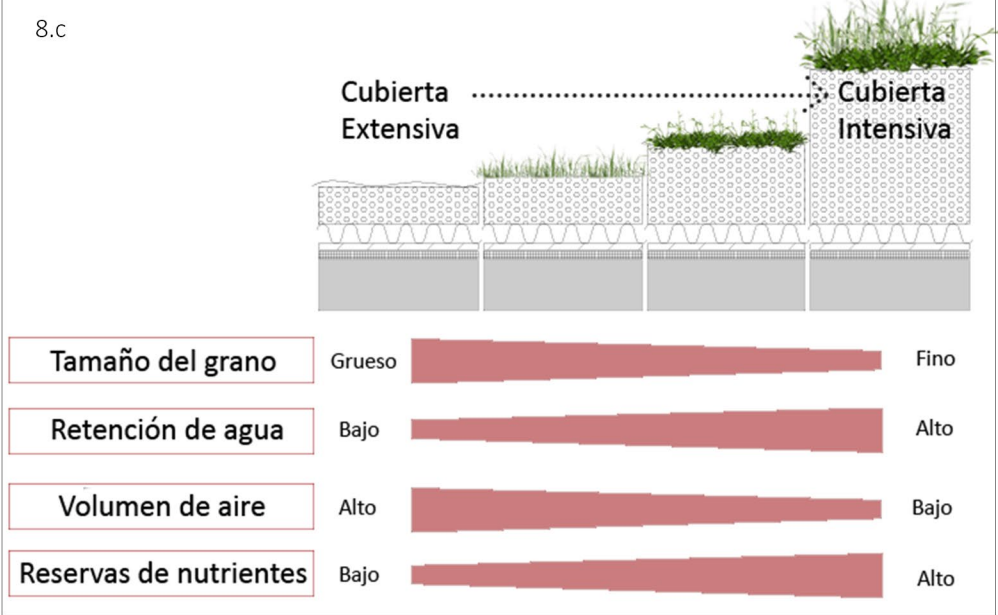 8.c
Cubierta
Extensiva
Cubierta
Intensiva
Tamaño del grano
Grueso
Fino
Retención de agua
Bajo
Alto
Volumen de aire
Alto
Bajo
Reservas de nutrientes
Bajo
Alto